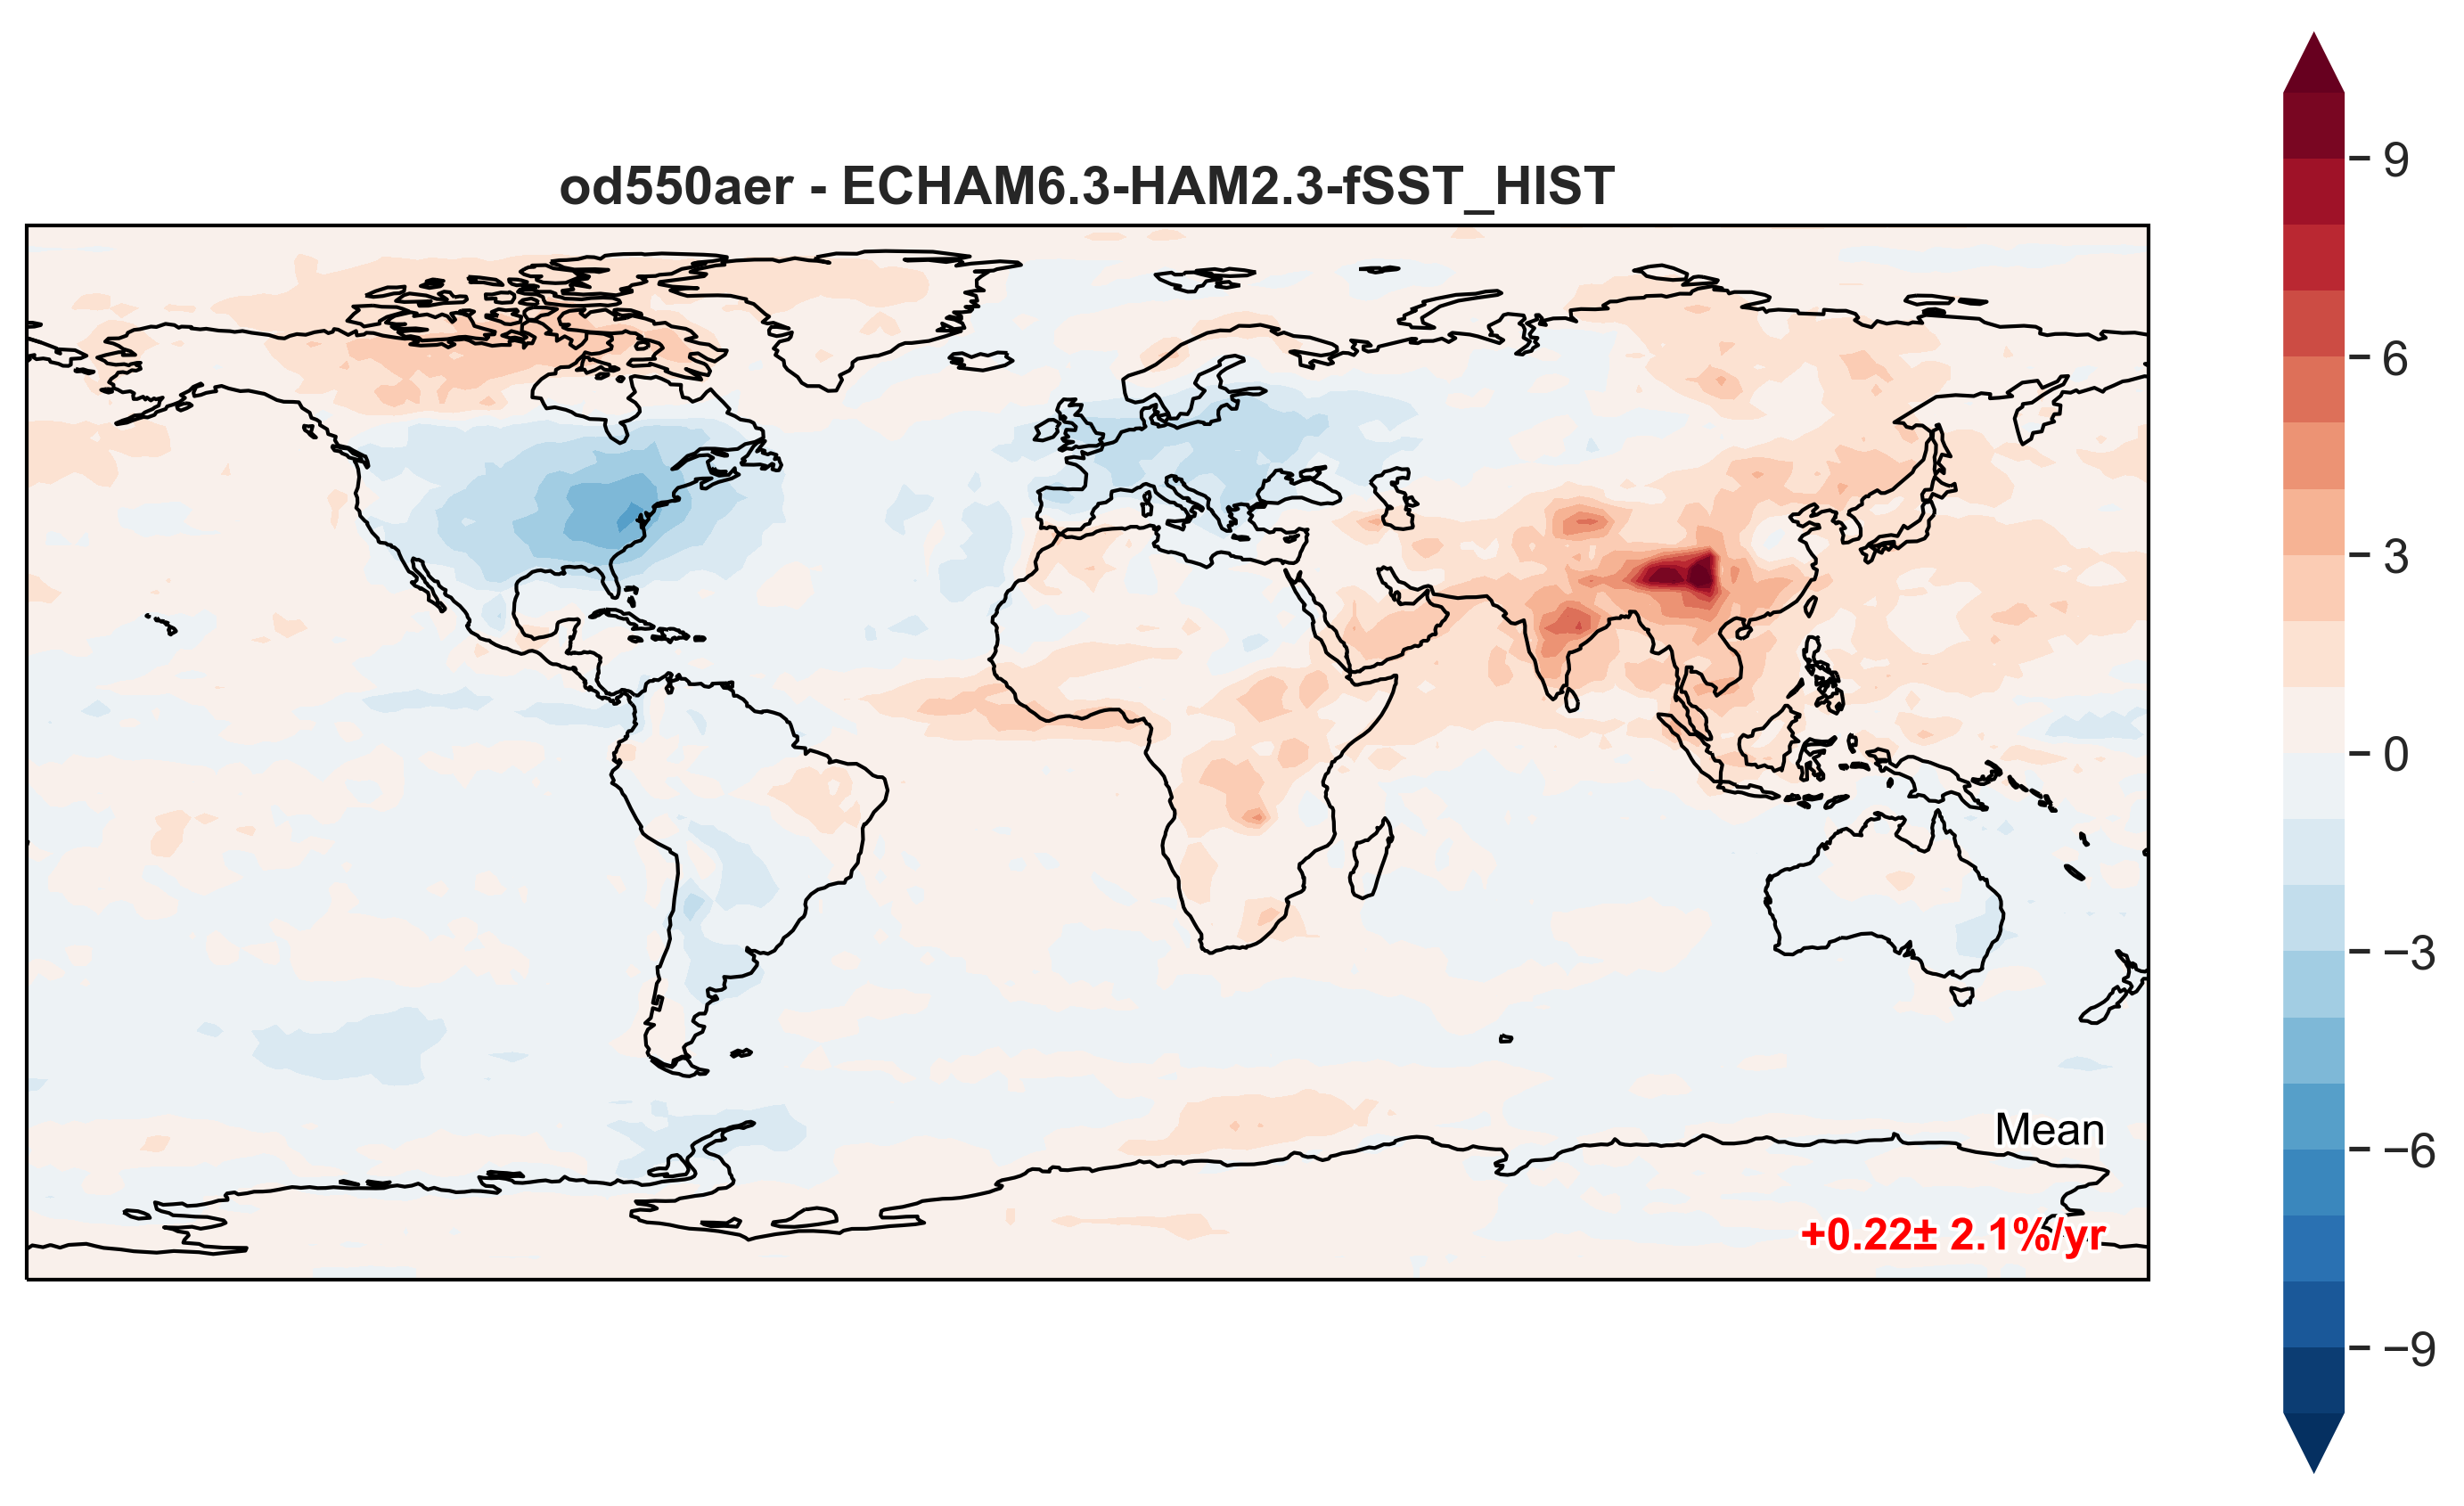 od550aer - ECHAM6.3-HAM2.3-fSST_HIST
9
6
3
0
−3
−6
−9
Mean
+0.22± 2.1%/yr